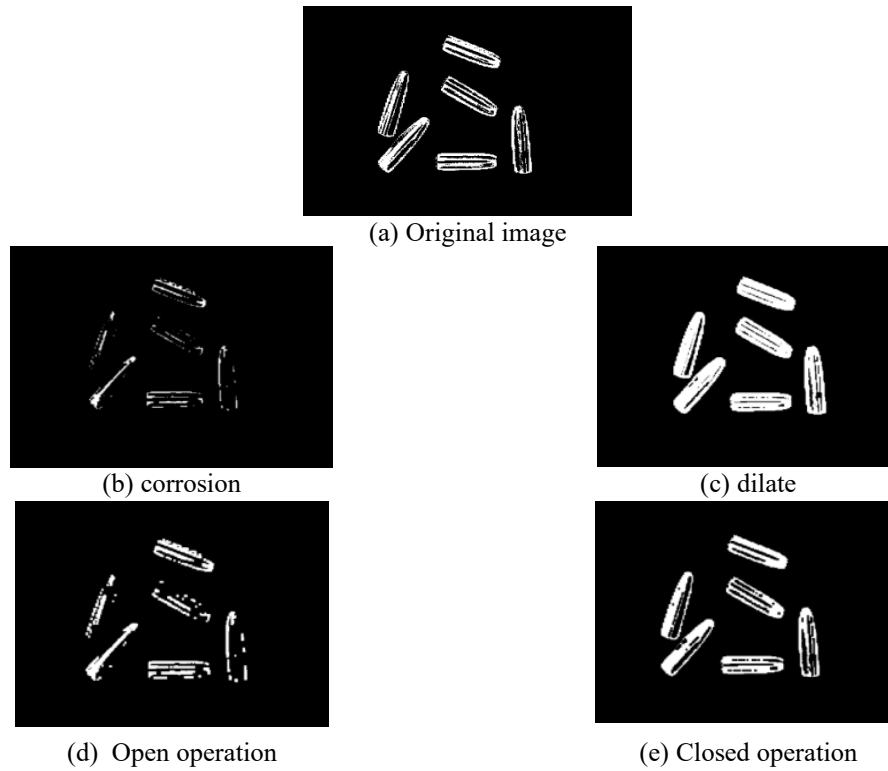 (a) Original image
(b) corrosion
(c) dilate
(d) Open operation
(e) Closed operation